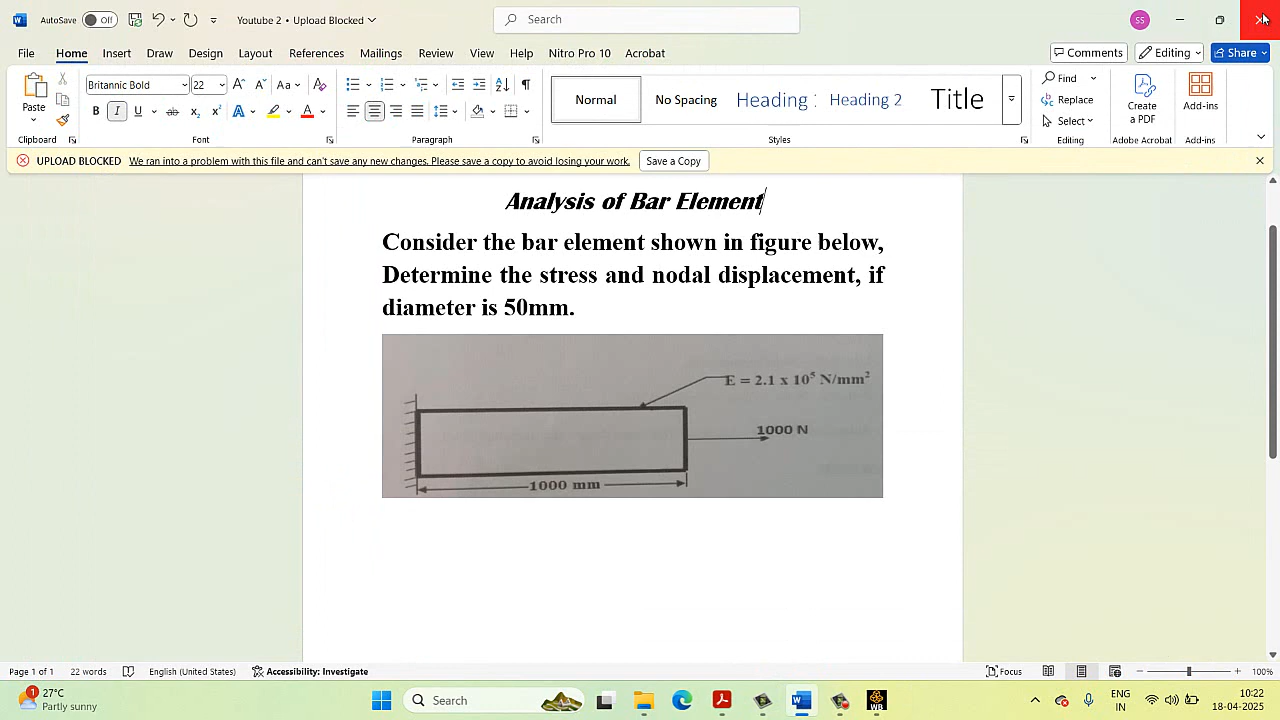 AutoSave Off Youtube 2 • Upload Blocked Search SS
File Home Insert Draw Design Layout References Mailings Review View Help Nitro Pro 10 Acrobat Comments Editing Share
Paste Britannic Bold 22 Aa Normal No Spacing Heading 1 Heading 2 Title Find Replace Select Create a PDF Add-ins
B I U ab x₂ x² A A
Clipboard Font Paragraph Styles Editing Adobe Acrobat Add-ins
UPLOAD BLOCKED We ran into a problem with this file and can't save any new changes. Please save a copy to avoid losing your work. Save a Copy
Analysis of Bar Element
Consider the bar element shown in figure below,
Determine the stress and nodal displacement, if
diameter is 50mm.
E = 2.1 x 10⁵ N/mm²
1000 N
1000 mm
Page 1 of 1 22 words English (United States) Accessibility: Investigate Focus 100%
1 27°C
Partly sunny
Search
WB
ENG
IN
10:22
18-04-2025